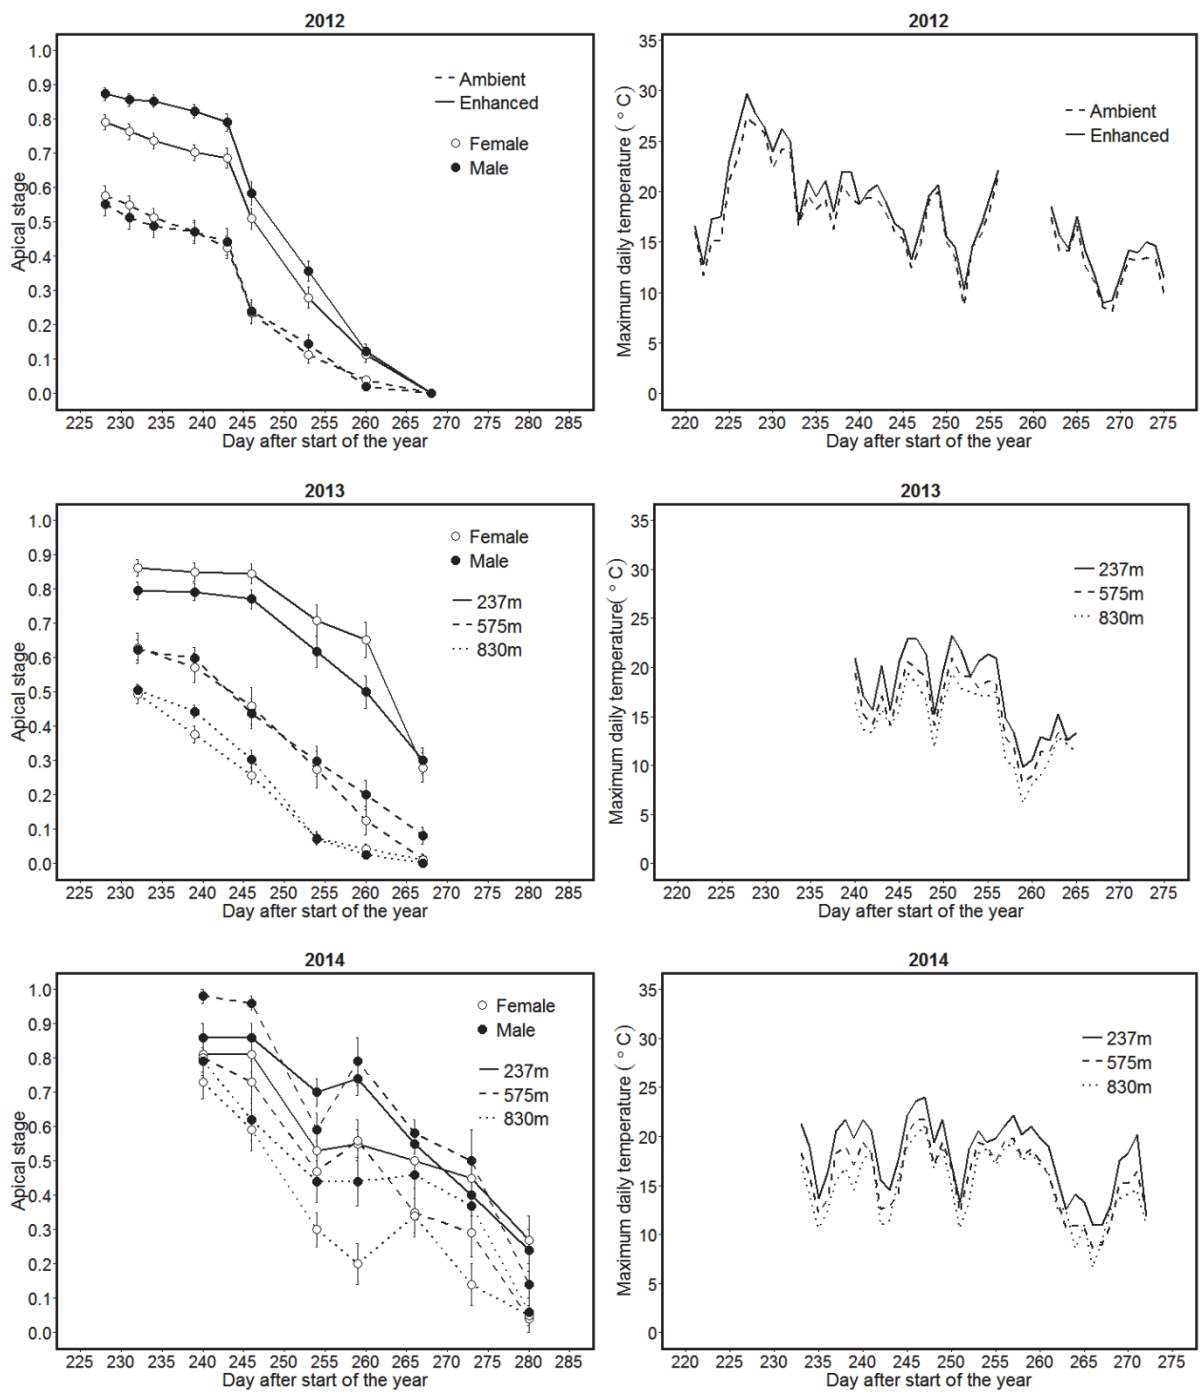 2012
1.0
0.9
0.8
0.7
0.6
0.5
0.4
0.3
0.2
0.1
0.0
Apical stage
Ambient
Enhanced
Female
Male
225 230 235 240 245 250 255 260 265 270 275 280 285
Day after start of the year
2012
35
30
25
20
15
10
5
0
Maximum daily temperature (°C)
Ambient
Enhanced
220 225 230 235 240 245 250 255 260 265 270 275
Day after start of the year
2013
1.0
0.9
0.8
0.7
0.6
0.5
0.4
0.3
0.2
0.1
0.0
Apical stage
Female
Male
237m
575m
830m
225 230 235 240 245 250 255 260 265 270 275 280 285
Day after start of the year
2013
35
30
25
20
15
10
5
0
Maximum daily temperature(°C)
237m
575m
830m
220 225 230 235 240 245 250 255 260 265 270 275
Day after start of the year
2014
1.0
0.9
0.8
0.7
0.6
0.5
0.4
0.3
0.2
0.1
0.0
Apical stage
Female
Male
237m
575m
830m
225 230 235 240 245 250 255 260 265 270 275 280 285
Day after start of the year
2014
35
30
25
20
15
10
5
0
Maximum daily temperature (°C)
237m
575m
830m
220 225 230 235 240 245 250 255 260 265 270 275
Day after start of the year